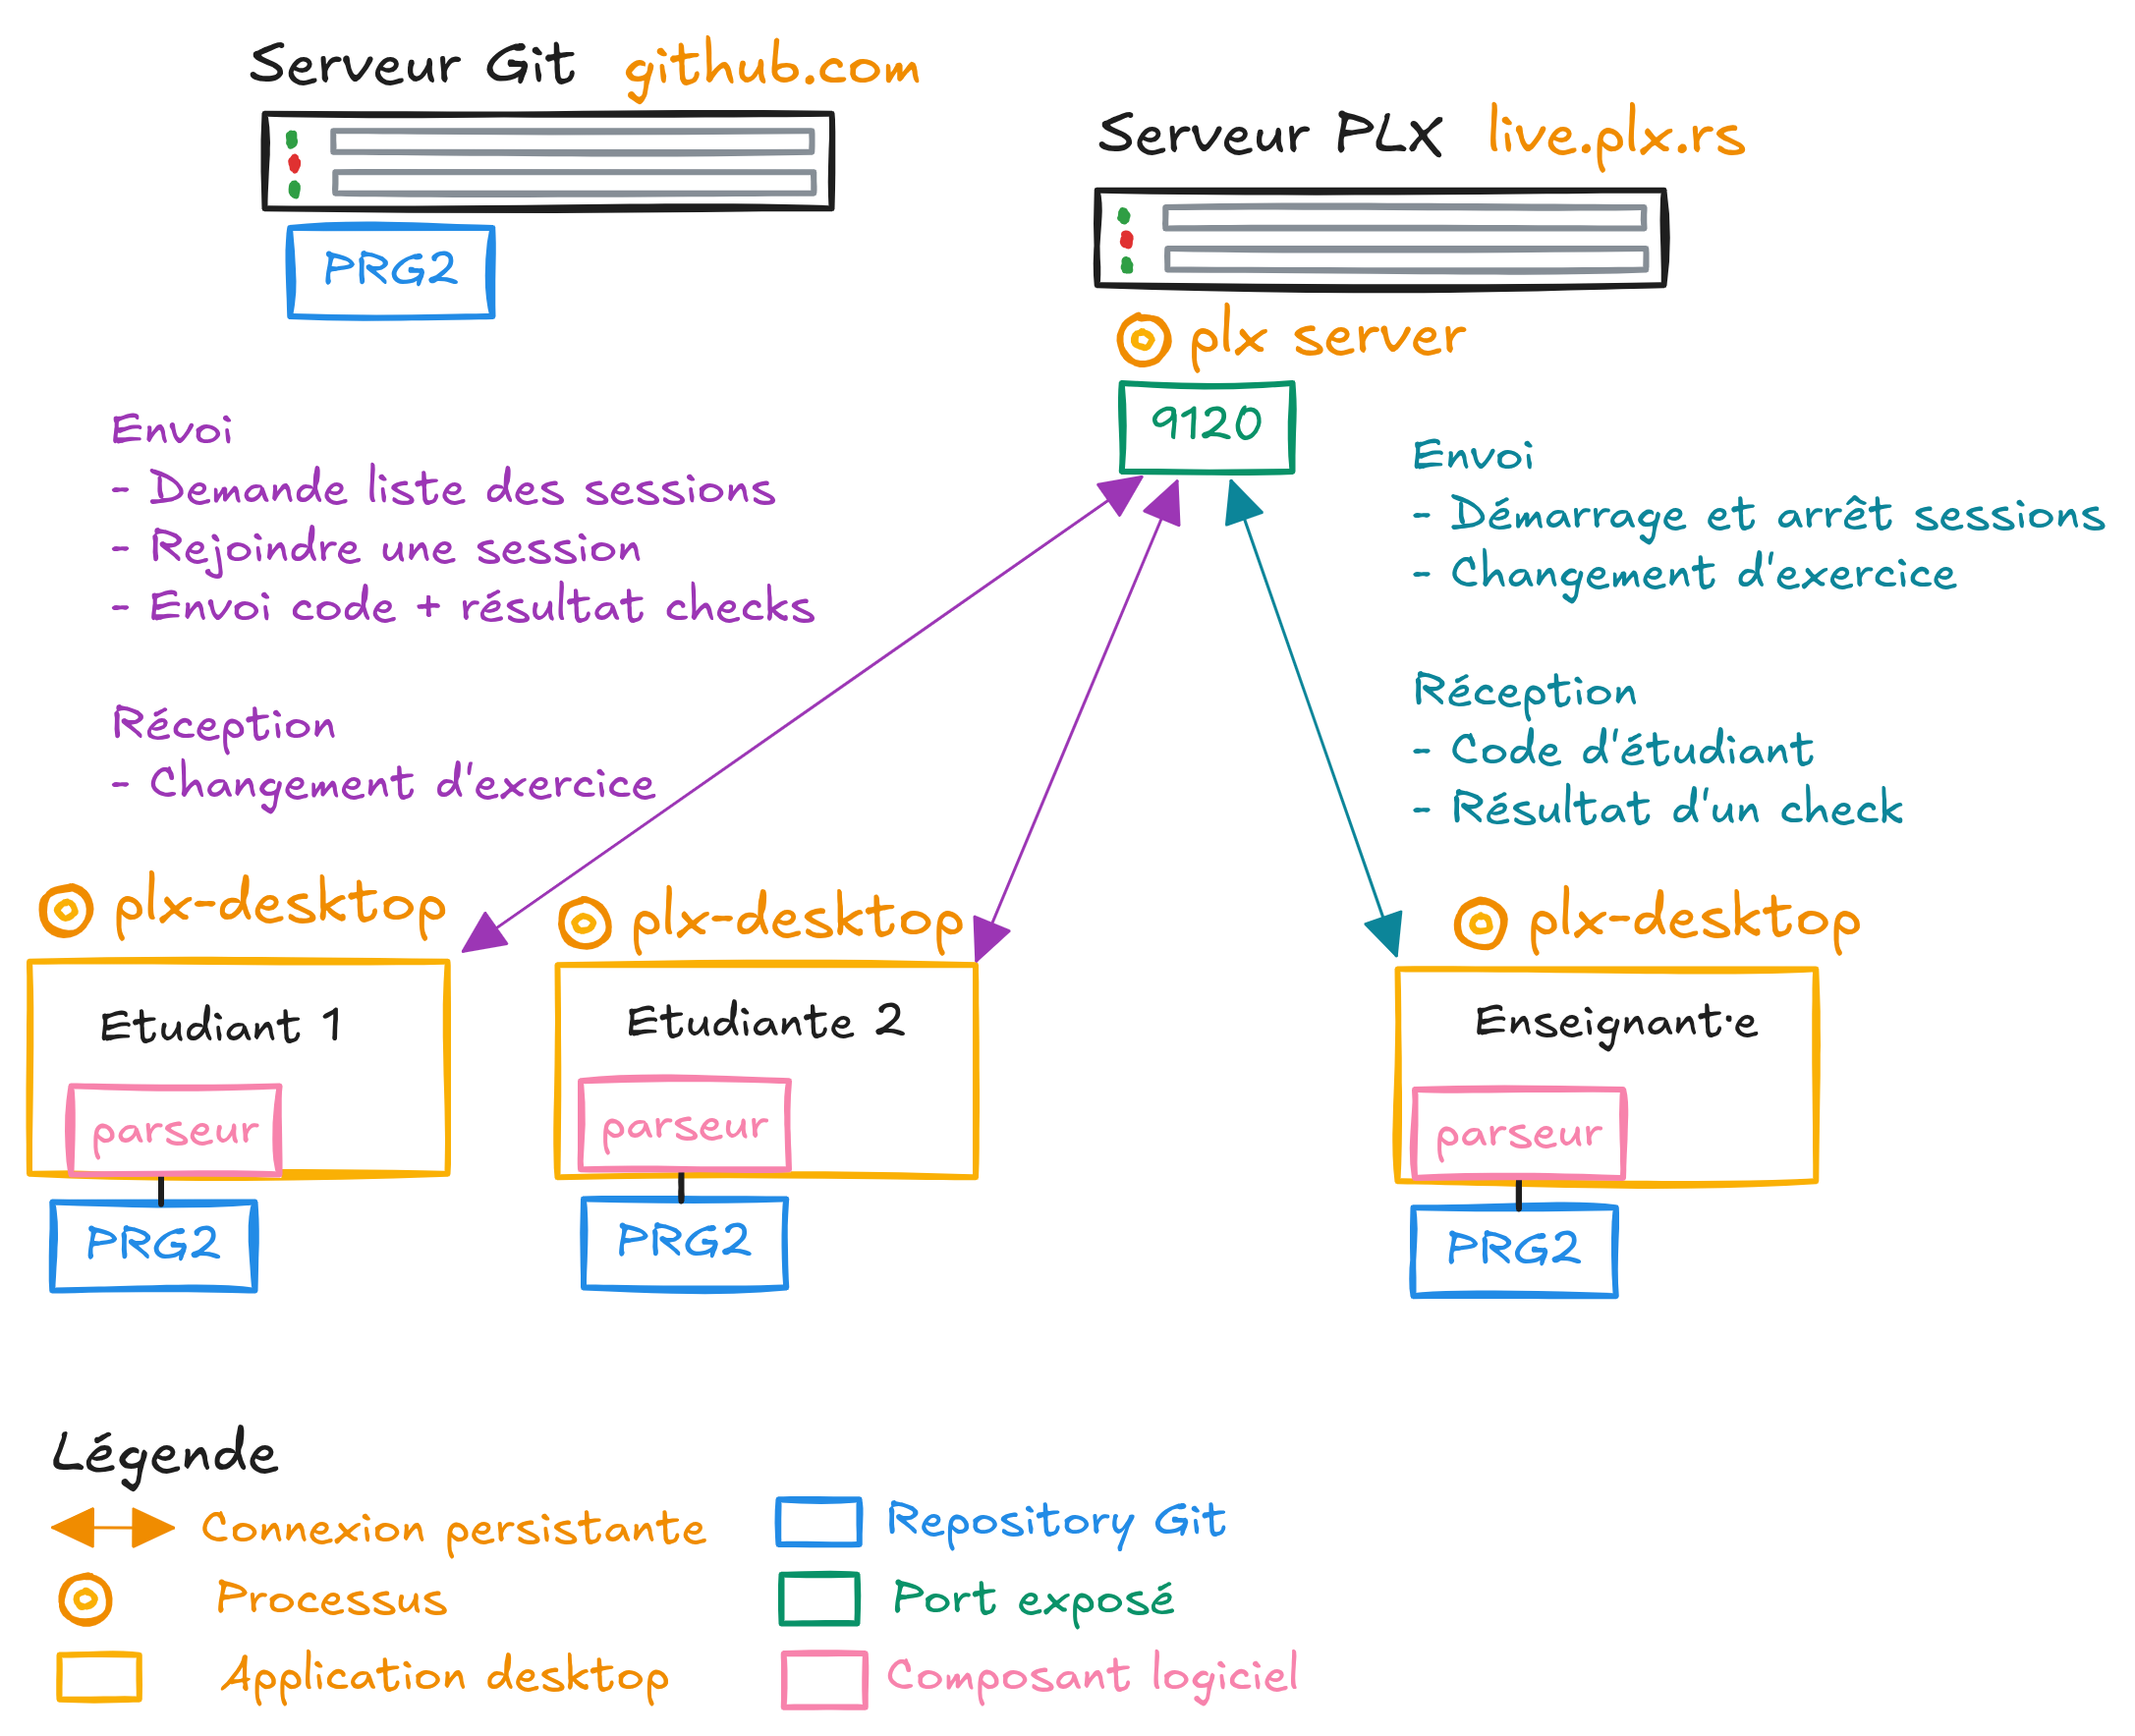 Serveur Git github.com
PRG2
Serveur PLX live.plx.rs
plx server
9120
Envoi
- Demande liste des sessions
- Rejoindre une session
- Envoi code + résultat checks
Réception
- Changement d'exercice
Envoi
- Démarrage et arrêt sessions
- Changement d'exercice
Réception
- Code d'étudiant
- Résultat d'un check
plx-desktop
Etudiant 1
parseur
PRG2
plx-desktop
Etudiante 2
parseur
PRG2
plx-desktop
Enseignant·e
parseur
PRG2
Légende
Connexion persistante
Processus
Application desktop
Repository Git
Port exposé
Composant logiciel